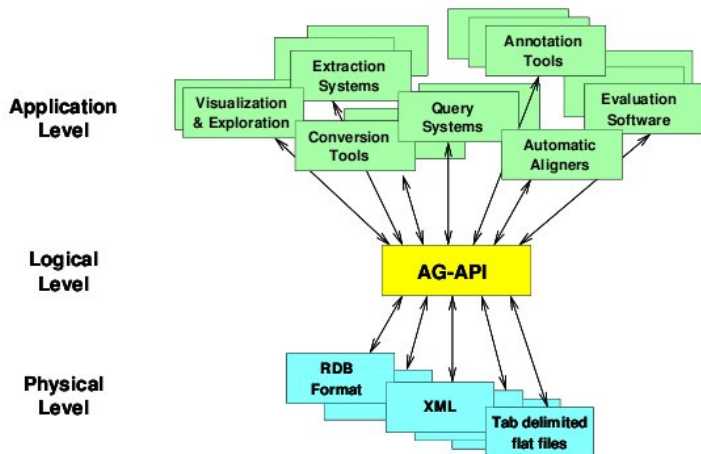 Application
Level
Extraction
Systems
Annotation
Tools
Visualization
& Exploration
Query
Systems
Evaluation
Software
Conversion
Tools
Automatic
Aligners
Logical
Level
AG-API
Physical
Level
RDB
Format
XML
Tab delimited
flat files